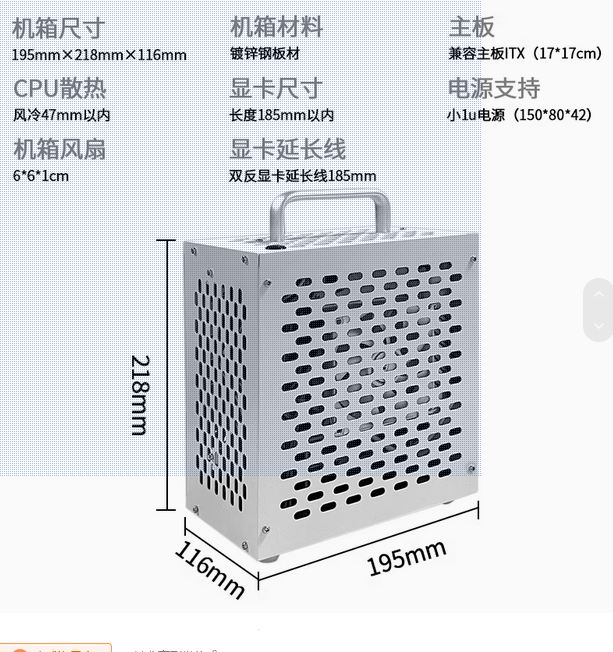 机箱尺寸 机箱材料 主板
195mm×218mm×116mm 镀锌钢板材 兼容主板ITX（17*17cm）
CPU散热 显卡尺寸 电源支持
风冷47mm以内 长度185mm以内 小1u电源（150*80*42）
机箱风扇 显卡延长线
6*6*1cm 双反显卡延长线185mm
218mm
116mm
195mm